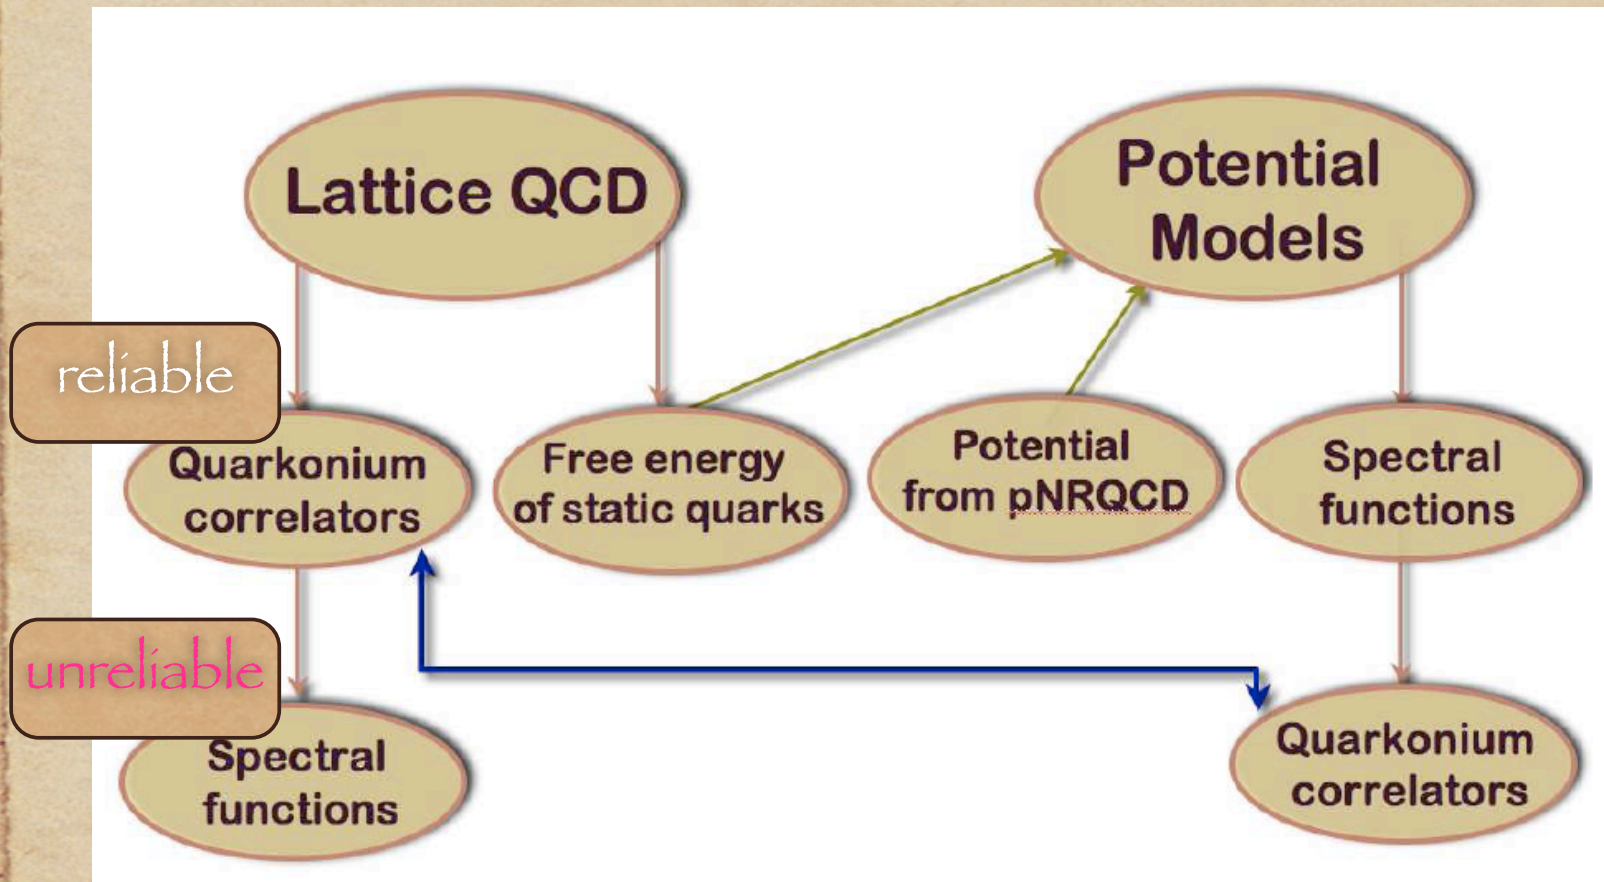 Lattice QCD
Potential
Models
reliable
Quarkonium
correlators
Free energy
of static quarks
Potential
from pNRQCD
Spectral
functions
unreliable
Spectral
functions
Quarkonium
correlators